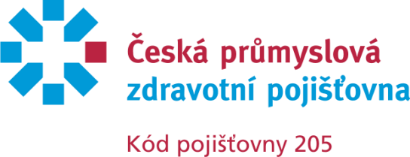 Česká průmyslová
zdravotní pojišťovna
Kód pojišťovny 205